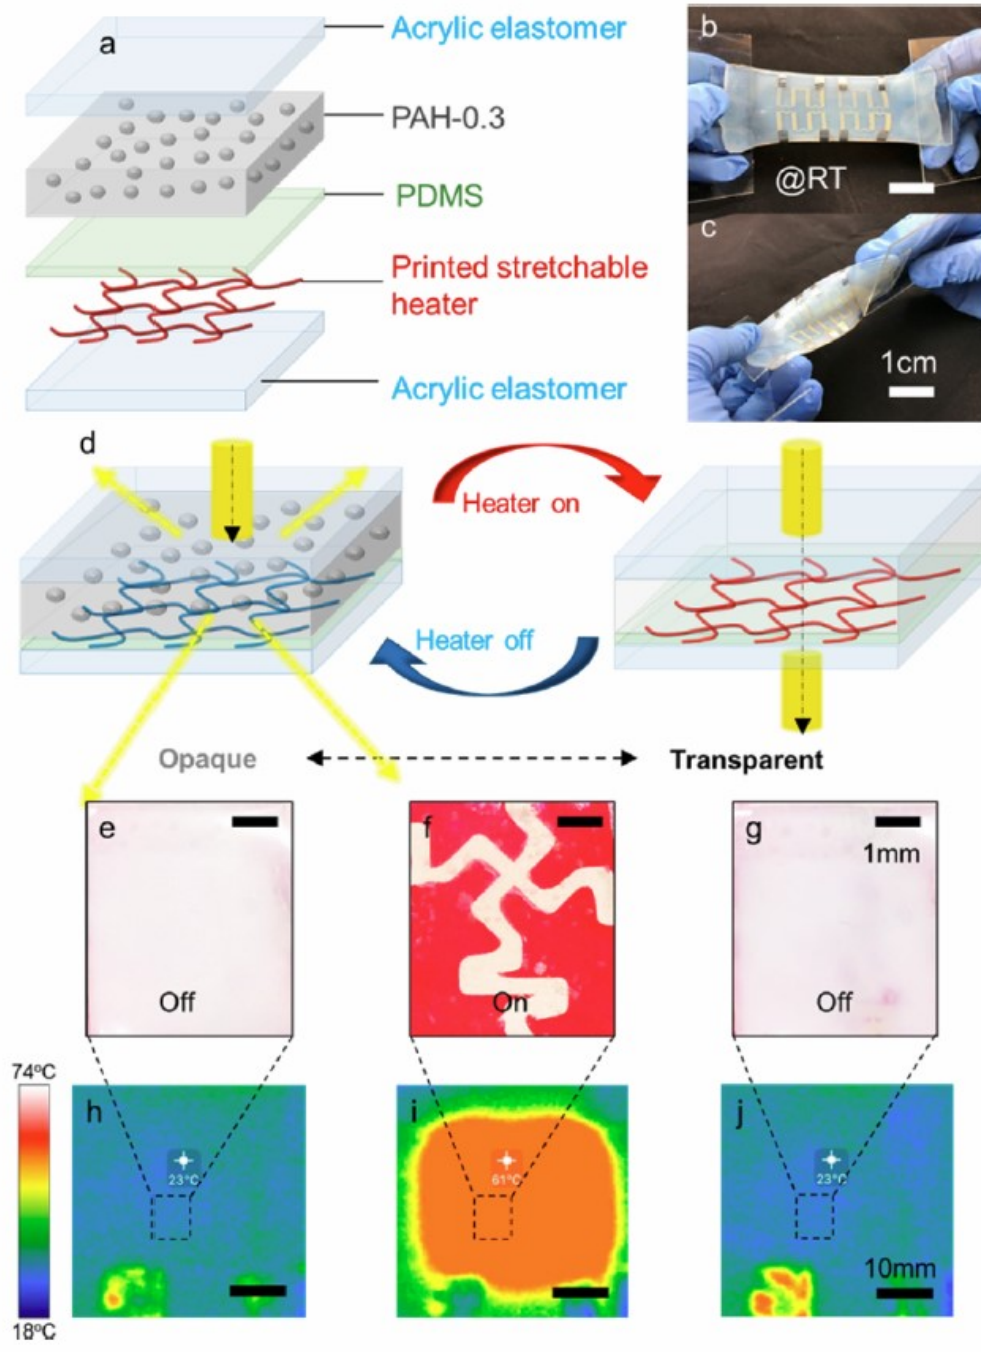 a
Acrylic elastomer
PAH-0.3
PDMS
Printed stretchable
heater
Acrylic elastomer
b
@RT
c
1cm
d
Heater on
Heater off
Opaque
Transparent
e
Off
f
On
g
1mm
Off
74°C
18°C
h
23°C
i
61°C
j
23°C
10mm